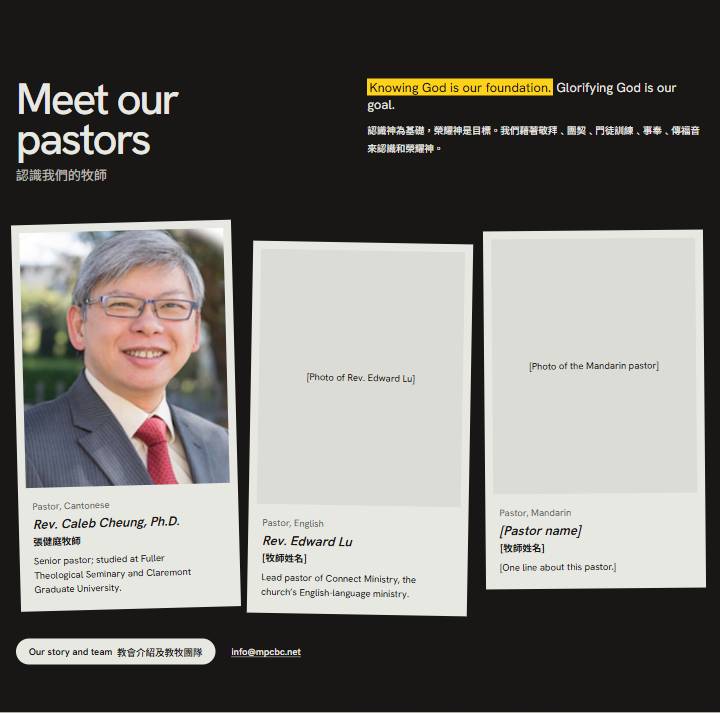 Meet our
pastors
認識我們的牧師
Knowing God is our foundation. Glorifying God is our
goal.
認識神為基礎，榮耀神是目標。我們藉著敬拜、團契、門徒訓練、事奉、傳福音
來認識和榮耀神。
Pastor, Cantonese
Rev. Caleb Cheung, Ph.D.
張健庭牧師
Senior pastor; studied at Fuller
Theological Seminary and Claremont
Graduate University.
[Photo of Rev. Edward Lu]
Pastor, English
Rev. Edward Lu
[牧師姓名]
Lead pastor of Connect Ministry, the
church’s English-language ministry.
[Photo of the Mandarin pastor]
Pastor, Mandarin
[Pastor name]
[牧師姓名]
[One line about this pastor.]
Our story and team 教會介紹及教牧團隊
info@mpcbc.net